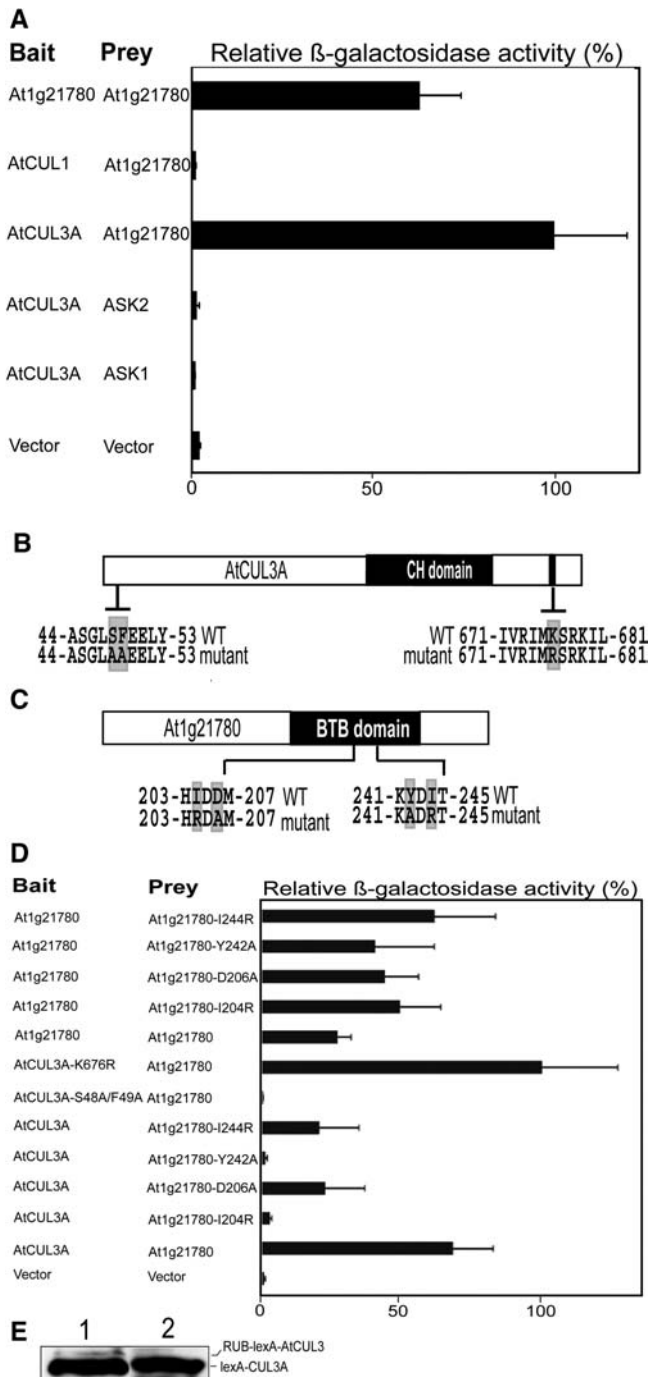 A
Bait Prey Relative ß-galactosidase activity (%)
At1g21780 At1g21780
AtCUL1 At1g21780
AtCUL3A At1g21780
AtCUL3A ASK2
AtCUL3A ASK1
Vector Vector
0 50 100
B
AtCUL3A CH domain
44-ASGLSFEELY-53 WT WT 671-IVRIMKSRKIL-681
44-ASGLAAEELY-53 mutant mutant 671-IVRIMRSRKIL-681
C
At1g21780 BTB domain
203-HIDDM-207 WT 241-KYDIT-245 WT
203-HRDAM-207 mutant 241-KADRT-245 mutant
D
Bait Prey Relative ß-galactosidase activity (%)
At1g21780 At1g21780-I244R
At1g21780 At1g21780-Y242A
At1g21780 At1g21780-D206A
At1g21780 At1g21780-I204R
At1g21780 At1g21780
AtCUL3A-K676R At1g21780
AtCUL3A-S48A/F49A At1g21780
AtCUL3A At1g21780-I244R
AtCUL3A At1g21780-Y242A
AtCUL3A At1g21780-D206A
AtCUL3A At1g21780-I204R
AtCUL3A At1g21780
Vector Vector
0 50 100
E 1 2
RUB-lexA-AtCUL3
lexA-CUL3A